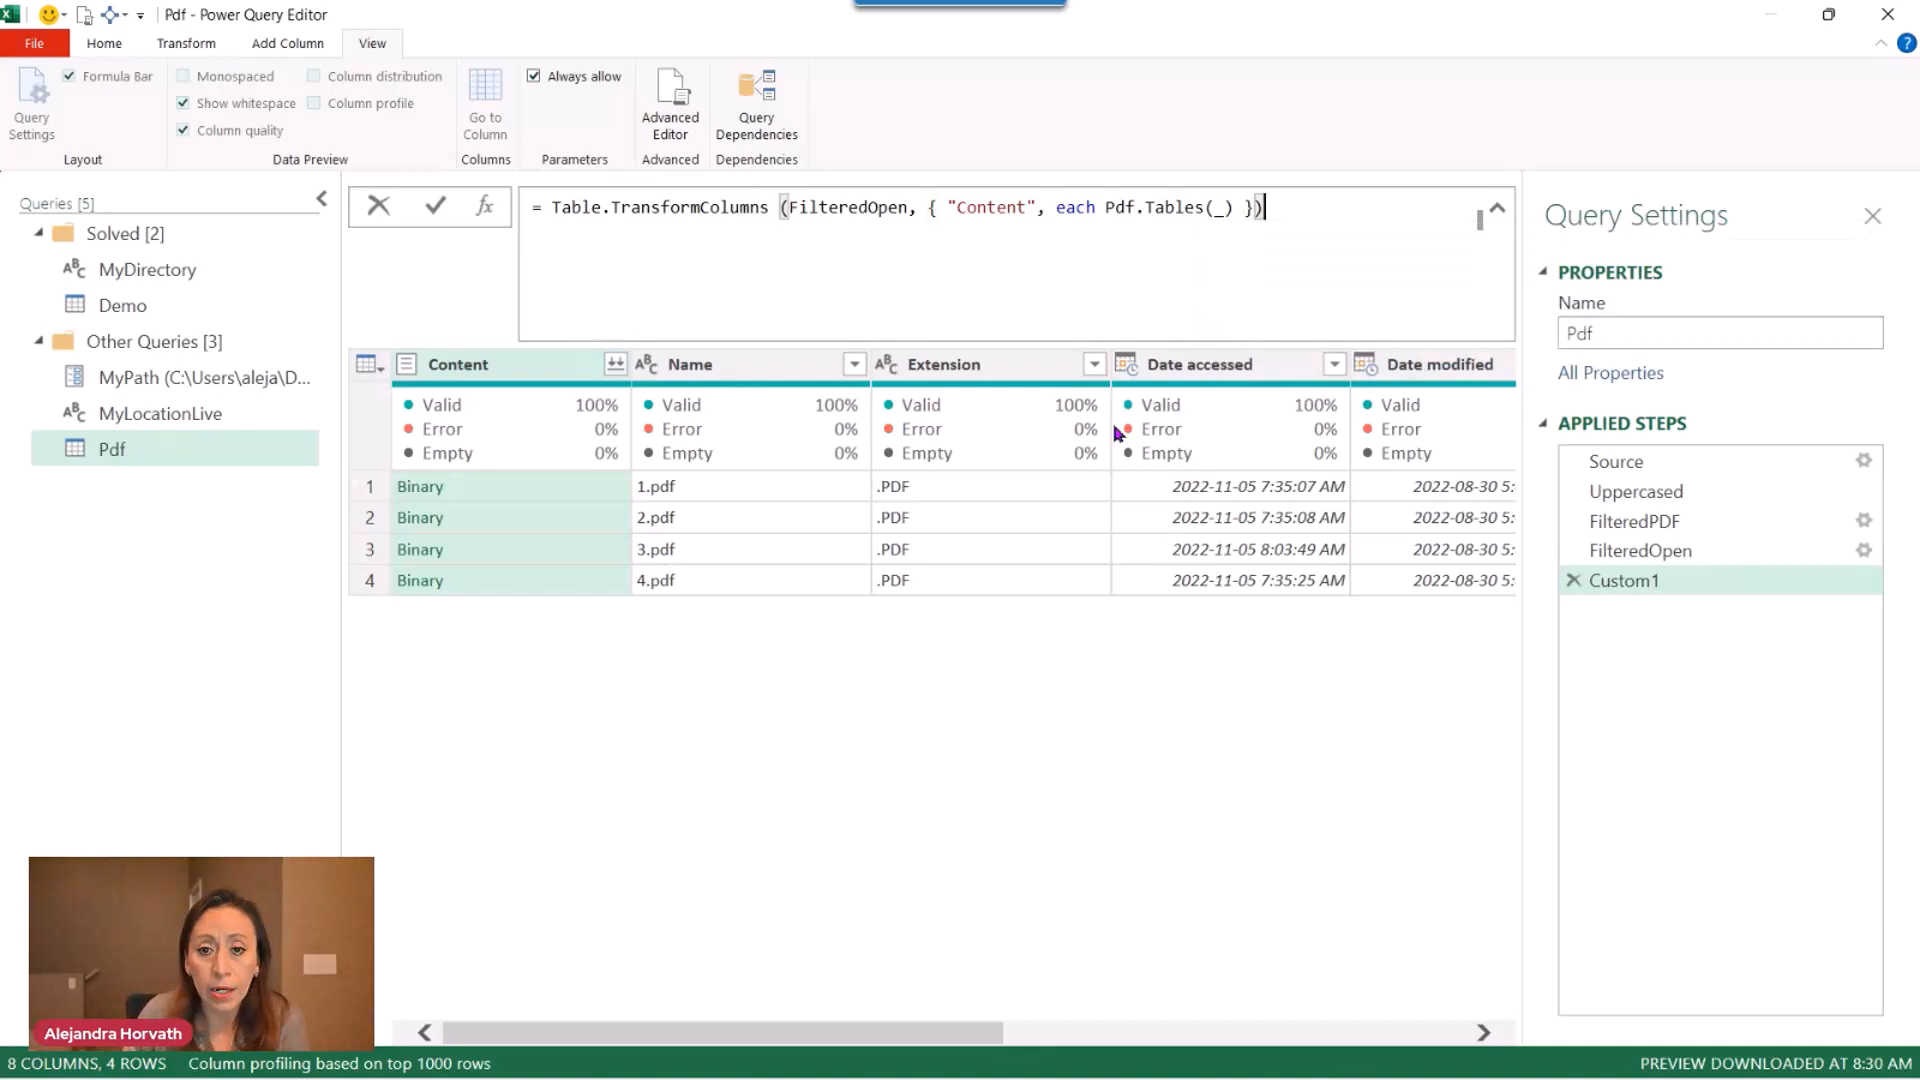 Pdf - Power Query Editor
File Home Transform Add Column View
Query Settings
Layout
Formula Bar
Monospaced
Show whitespace
Column quality
Column distribution
Column profile
Data Preview
Go to Column
Columns
Always allow
Parameters
Advanced Editor
Advanced
Query Dependencies
Dependencies
Queries [5]
Solved [2]
MyDirectory
Demo
Other Queries [3]
MyPath (C:\Users\aleja\D...
MyLocationLive
Pdf
= Table.TransformColumns (FilteredOpen, { "Content", each Pdf.Tables(_) })
Content Name Extension Date accessed Date modified
Valid 100% Valid 100% Valid 100% Valid 100% Valid
Error 0% Error 0% Error 0% Error 0% Error
Empty 0% Empty 0% Empty 0% Empty 0% Empty
1 Binary 1.pdf .PDF 2022-11-05 7:35:07 AM 2022-08-30 5:
2 Binary 2.pdf .PDF 2022-11-05 7:35:08 AM 2022-08-30 5:
3 Binary 3.pdf .PDF 2022-11-05 8:03:49 AM 2022-08-30 5:
4 Binary 4.pdf .PDF 2022-11-05 7:35:25 AM 2022-08-30 5:
Query Settings
PROPERTIES
Name
Pdf
All Properties
APPLIED STEPS
Source
Uppercased
FilteredPDF
FilteredOpen
Custom1
Alejandra Horvath
8 COLUMNS, 4 ROWS Column profiling based on top 1000 rows PREVIEW DOWNLOADED AT 8:30 AM